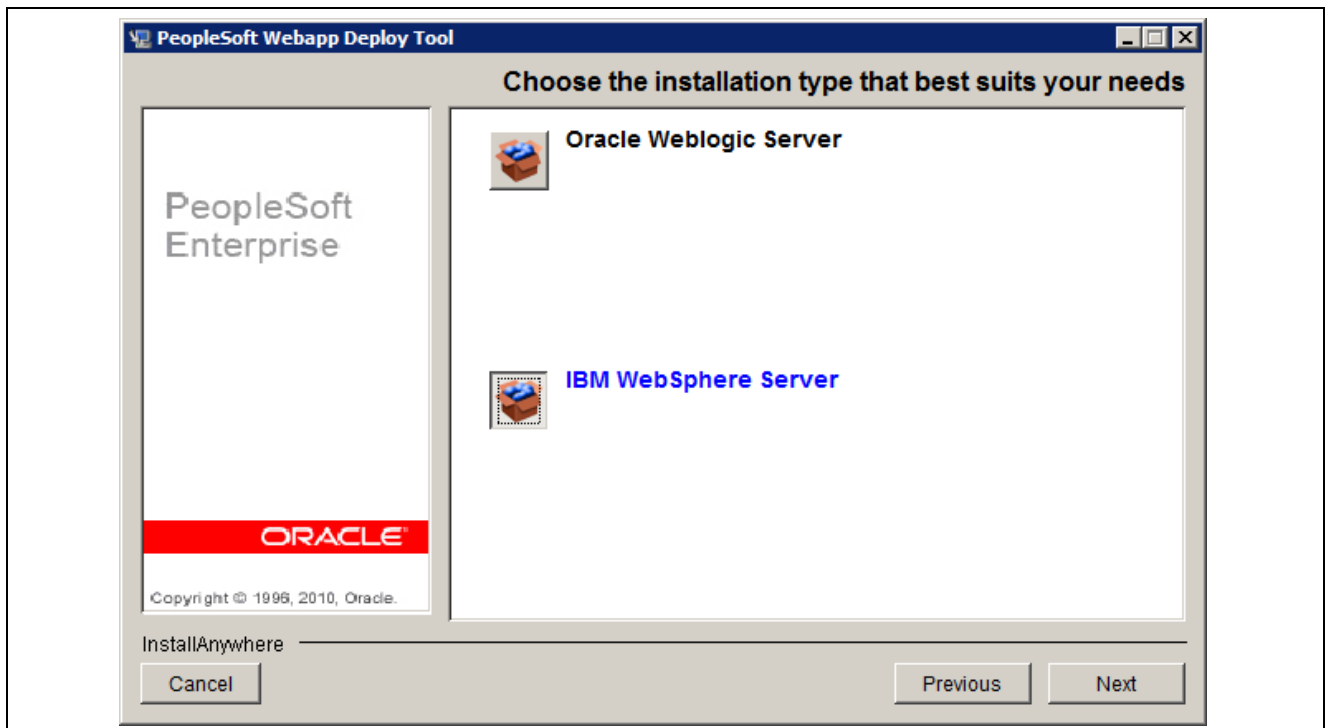 PeopleSoft Webapp Deploy Tool
Choose the installation type that best suits your needs
PeopleSoft
Enterprise
ORACLE
Copyright © 1996, 2010, Oracle.
Oracle Weblogic Server
IBM WebSphere Server
InstallAnywhere
Cancel
Previous Next